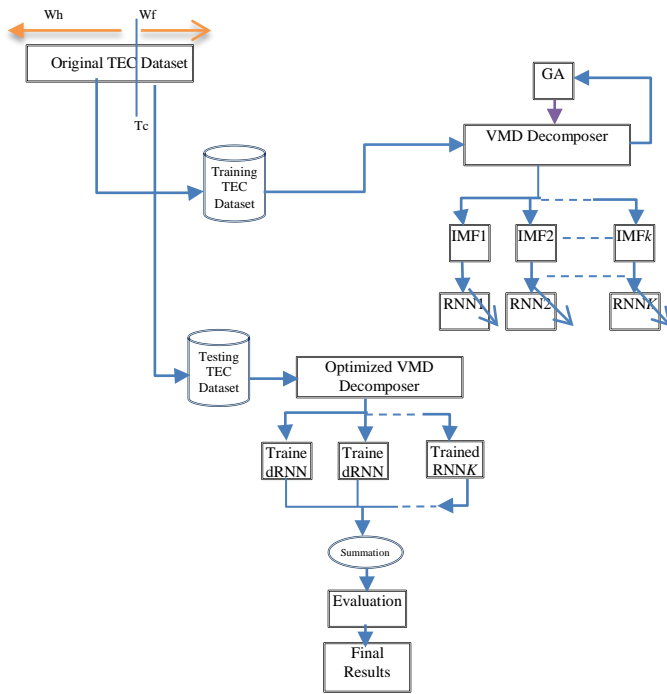 Wh
Wf
Original TEC Dataset
Tc
GA
VMD Decomposer
Training
TEC
Dataset
IMF1
IMF2
IMFk
RNN1
RNN2
RNNK
Testing
TEC
Dataset
Optimized VMD
Decomposer
Traine
dRNN
Traine
dRNN
Trained
RNNK
Summation
Evaluation
Final
Results